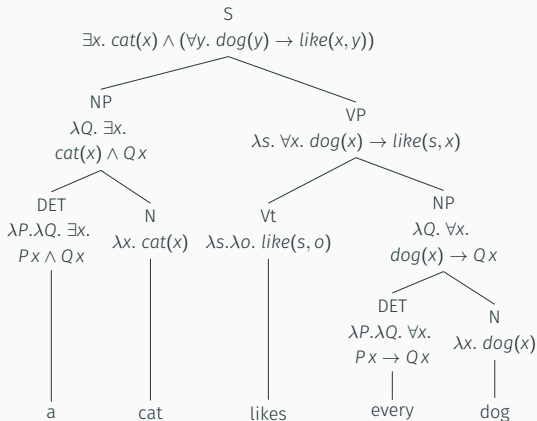 S
∃x. cat(x) ∧ (∀y. dog(y) → like(x, y))
NP
λQ. ∃x.
cat(x) ∧ Q x
VP
λs. ∀x. dog(x) → like(s, x)
DET
λP.λQ. ∃x.
P x ∧ Q x
N
λx. cat(x)
Vt
λs.λo. like(s, o)
NP
λQ. ∀x.
dog(x) → Q x
DET
λP.λQ. ∀x.
P x → Q x
N
λx. dog(x)
a cat likes every dog